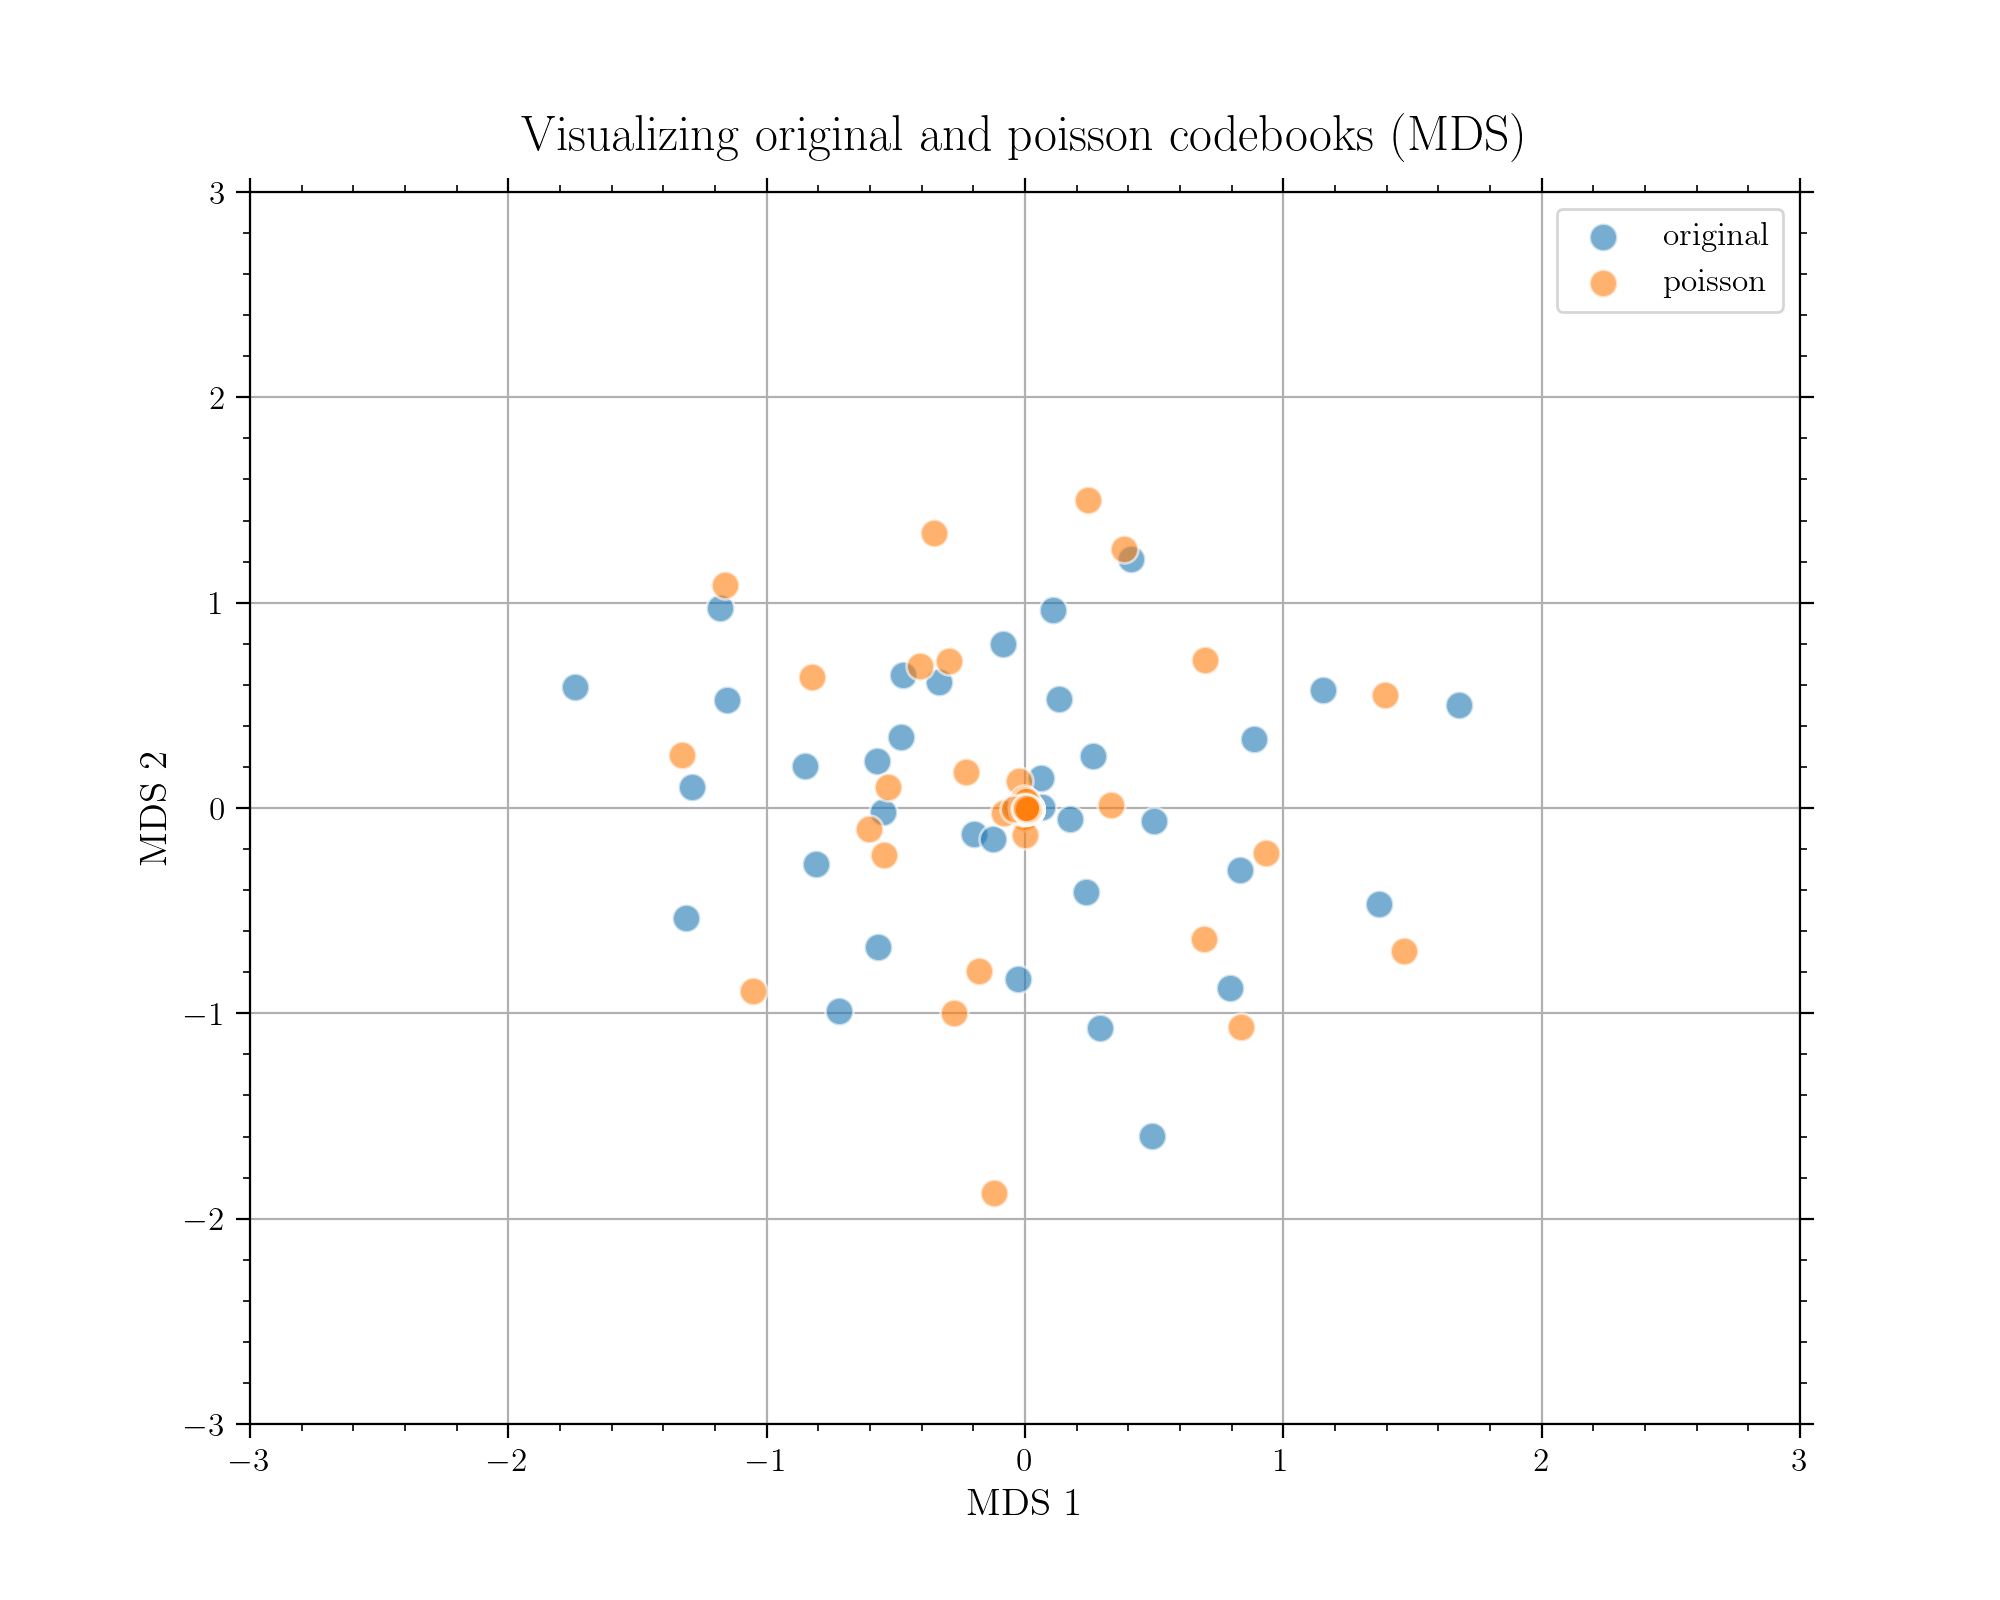 Visualizing original and poisson codebooks (MDS)
original
poisson
3
2
1
0
−1
−2
−3
MDS 2
−3
−2
−1
0
1
2
3
MDS 1